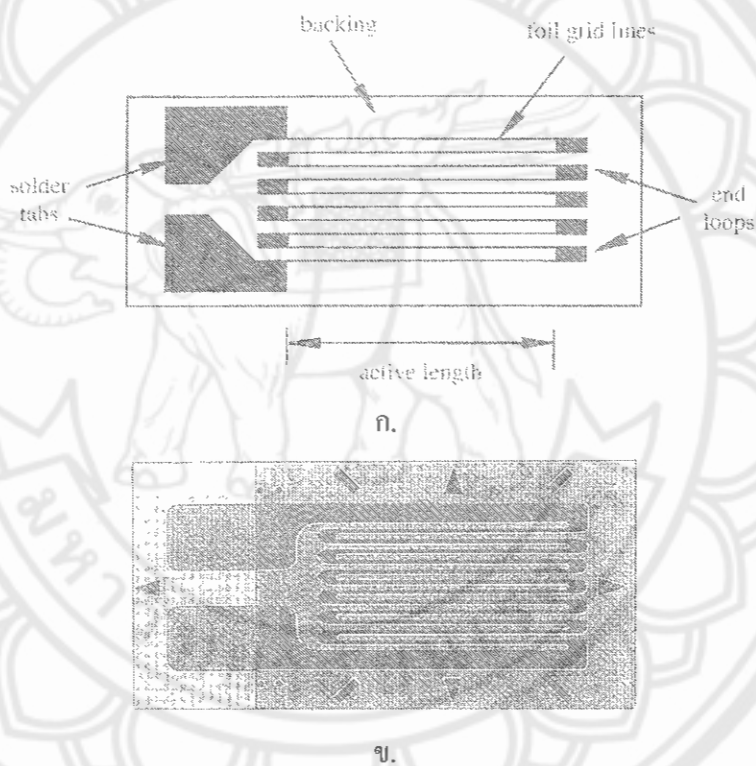 backing
foil grid lines
solder
tabs
end
loops
active length
ก.
ข.